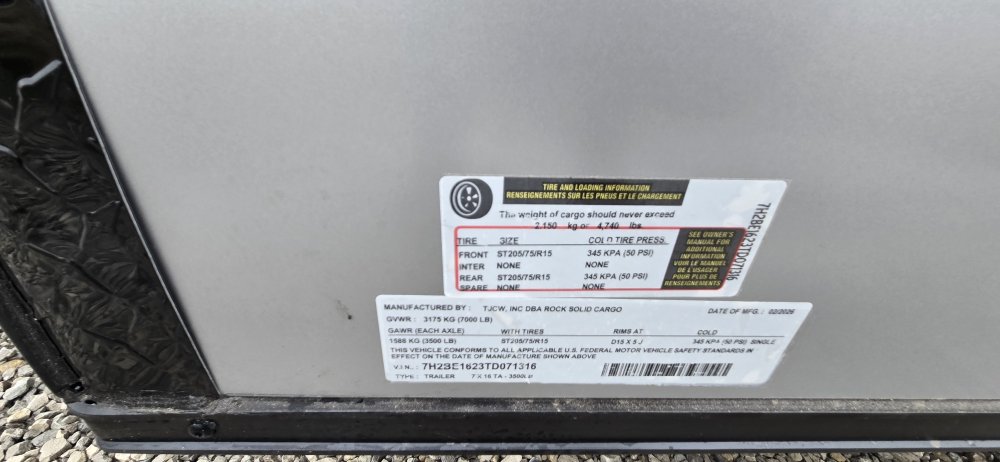 TIRE AND LOADING INFORMATION
RENSEIGNEMENTS SUR LES PNEUS ET LE CHARGEMENT
The weight of cargo should never exceed
2,150 kg or 4,740 lbs
TIRE SIZE COLD TIRE PRESS.
FRONT ST205/75/R15 345 KPA (50 PSI)
INTER NONE NONE
REAR ST205/75/R15 345 KPA (50 PSI)
SPARE NONE NONE
SEE OWNER'S
MANUAL FOR
ADDITIONAL
INFORMATION
VOIR LE MANUEL
DE L'USAGER
POUR PLUS DE
RENSEIGNEMENTS
7H2BE1623TD071316
MANUFACTURED BY : TJCW, INC DBA ROCK SOLID CARGO DATE OF MFG. : 02/2026
GVWR : 3175 KG (7000 LB)
GAWR (EACH AXLE) WITH TIRES RIMS AT COLD
1588 KG (3500 LB) ST205/75/R15 D15 X 5 J 345 KPA (50 PSI) SINGLE
THIS VEHICLE CONFORMS TO ALL APPLICABLE U.S. FEDERAL MOTOR VEHICLE SAFETY STANDARDS IN
EFFECT ON THE DATE OF MANUFACTURE SHOWN ABOVE
V.I.N.: 7H2BE1623TD071316
TYPE : TRAILER 7 X 16 TA - 3500LB